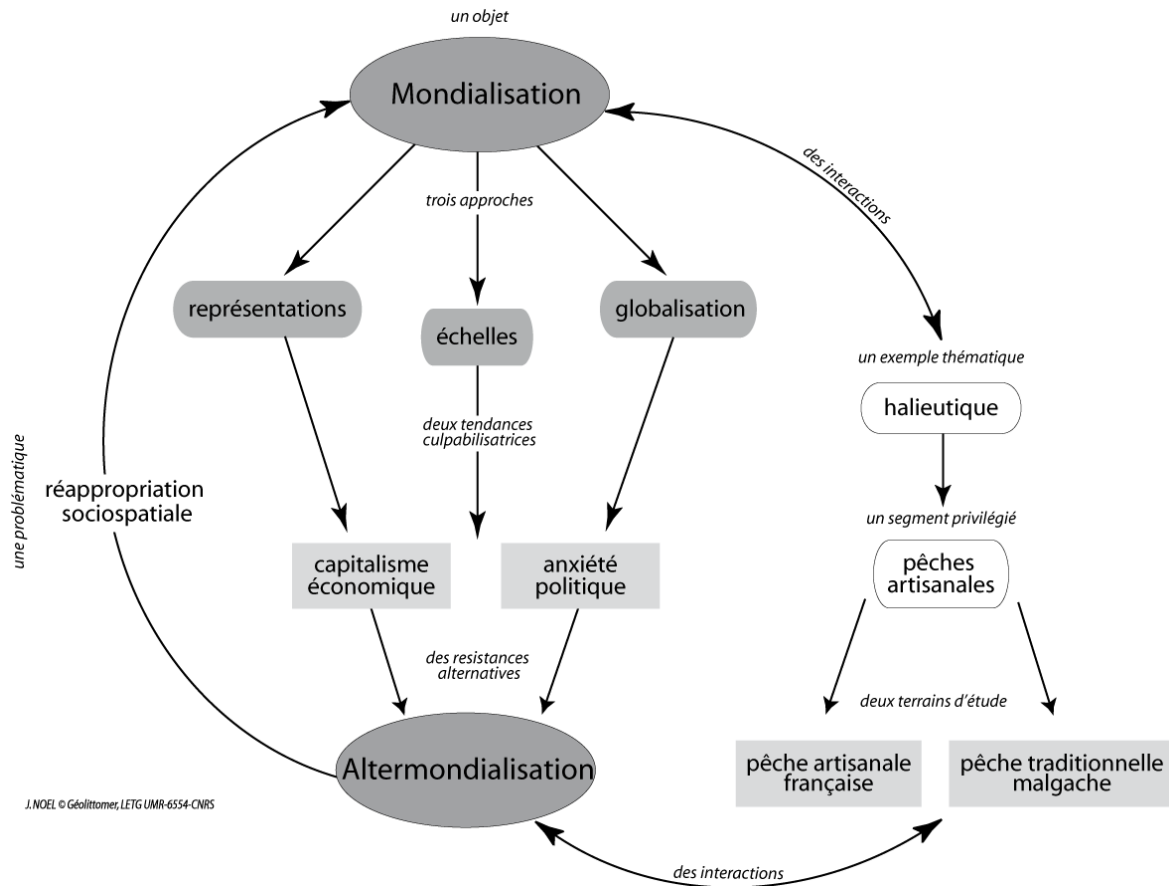 un objet
Mondialisation
des interactions
trois approches
représentations
globalisation
échelles
un exemple thématique
halieutique
deux tendances
culpabilisatrices
une problématique
réappropriation
sociospatiale
un segment privilégié
capitalisme
économique
anxiété
politique
pêches
artisanales
des resistances
alternatives
deux terrains d'étude
Altermondialisation
pêche artisanale
française
pêche traditionnelle
malgache
J. NOEL © Géolittomer, LETG UMR-6554-CNRS
des interactions